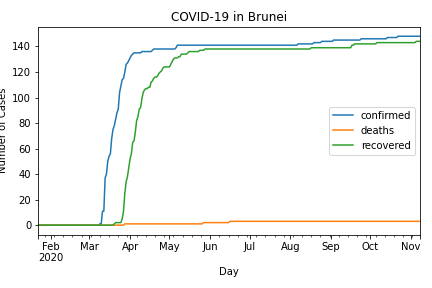 COVID-19 in Brunei
Number of Cases
140
120
100
80
60
40
20
0
confirmed
deaths
recovered
Feb Mar Apr May Jun Jul Aug Sep Oct Nov
2020
Day